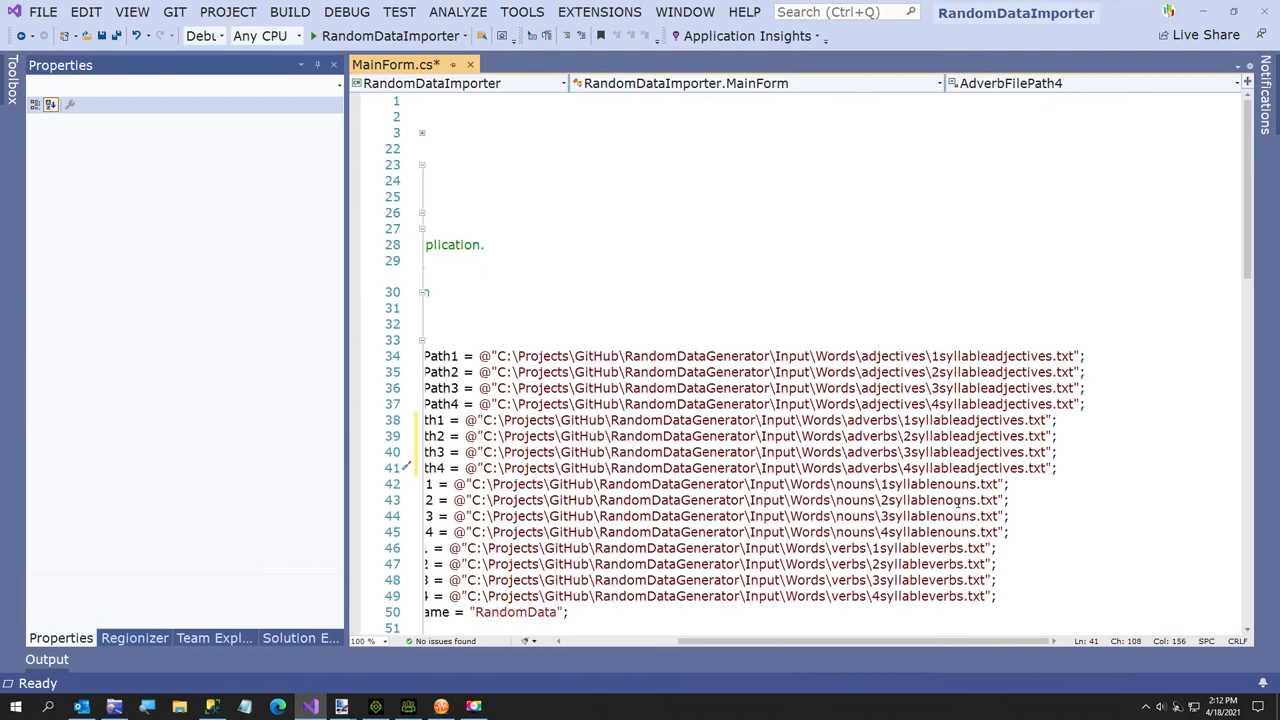 FILE EDIT VIEW GIT PROJECT BUILD DEBUG TEST ANALYZE TOOLS EXTENSIONS WINDOW HELP Search (Ctrl+Q) RandomDataImporter
Debu Any CPU RandomDataImporter Application Insights Live Share
Toolbox
Properties
MainForm.cs*
RandomDataImporter RandomDataImporter.MainForm AdverbFilePath4
Notifications
1
2
3
22
23
24
25
26
27
28 plication.
29
30 n
31
32
33
34 Path1 = @"C:\Projects\GitHub\RandomDataGenerator\Input\Words\adjectives\1syllableadjectives.txt";
35 Path2 = @"C:\Projects\GitHub\RandomDataGenerator\Input\Words\adjectives\2syllableadjectives.txt";
36 Path3 = @"C:\Projects\GitHub\RandomDataGenerator\Input\Words\adjectives\3syllableadjectives.txt";
37 Path4 = @"C:\Projects\GitHub\RandomDataGenerator\Input\Words\adjectives\4syllableadjectives.txt";
38 th1 = @"C:\Projects\GitHub\RandomDataGenerator\Input\Words\adverbs\1syllableadjectives.txt";
39 th2 = @"C:\Projects\GitHub\RandomDataGenerator\Input\Words\adverbs\2syllableadjectives.txt";
40 th3 = @"C:\Projects\GitHub\RandomDataGenerator\Input\Words\adverbs\3syllableadjectives.txt";
41 th4 = @"C:\Projects\GitHub\RandomDataGenerator\Input\Words\adverbs\4syllableadjectives.txt";
42 1 = @"C:\Projects\GitHub\RandomDataGenerator\Input\Words\nouns\1syllablenouns.txt";
43 2 = @"C:\Projects\GitHub\RandomDataGenerator\Input\Words\nouns\2syllablenouns.txt";
44 3 = @"C:\Projects\GitHub\RandomDataGenerator\Input\Words\nouns\3syllablenouns.txt";
45 4 = @"C:\Projects\GitHub\RandomDataGenerator\Input\Words\nouns\4syllablenouns.txt";
46 = @"C:\Projects\GitHub\RandomDataGenerator\Input\Words\verbs\1syllableverbs.txt";
47 = @"C:\Projects\GitHub\RandomDataGenerator\Input\Words\verbs\2syllableverbs.txt";
48 = @"C:\Projects\GitHub\RandomDataGenerator\Input\Words\verbs\3syllableverbs.txt";
49 = @"C:\Projects\GitHub\RandomDataGenerator\Input\Words\verbs\4syllableverbs.txt";
50 ame = "RandomData";
51
Properties Regionizer Team Expl... Solution E...
100 % No issues found Ln: 41 Ch: 108 Col: 156 SPC CRLF
Output
Ready
2:12 PM
4/18/2021